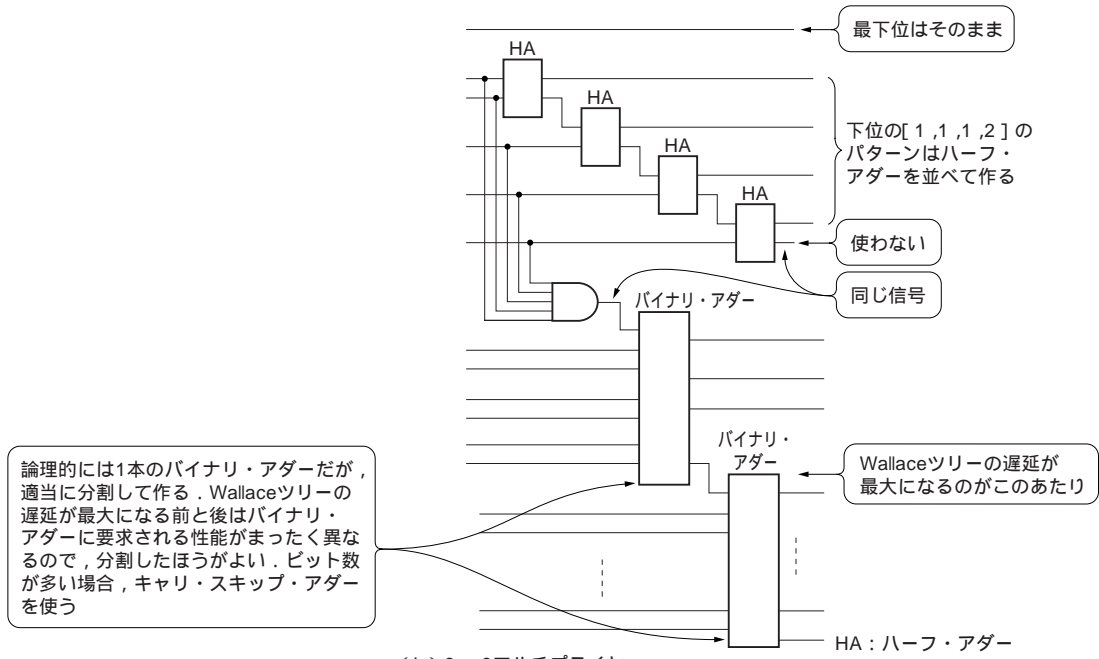 最下位はそのまま
HA
HA
HA
HA
下位の[ 1 ,1 ,1 ,2 ] の
パターンはハーフ・
アダーを並べて作る
使わない
同じ信号
バイナリ・アダー
バイナリ・
アダー
Wallaceツリーの遅延が
最大になるのがこのあたり
論理的には1本のバイナリ・アダーだが，
適当に分割して作る．Wallaceツリーの
遅延が最大になる前と後はバイナリ・
アダーに要求される性能がまったく異な
るので，分割したほうがよい．ビット数
が多い場合，キャリ・スキップ・アダー
を使う
HA：ハーフ・アダー